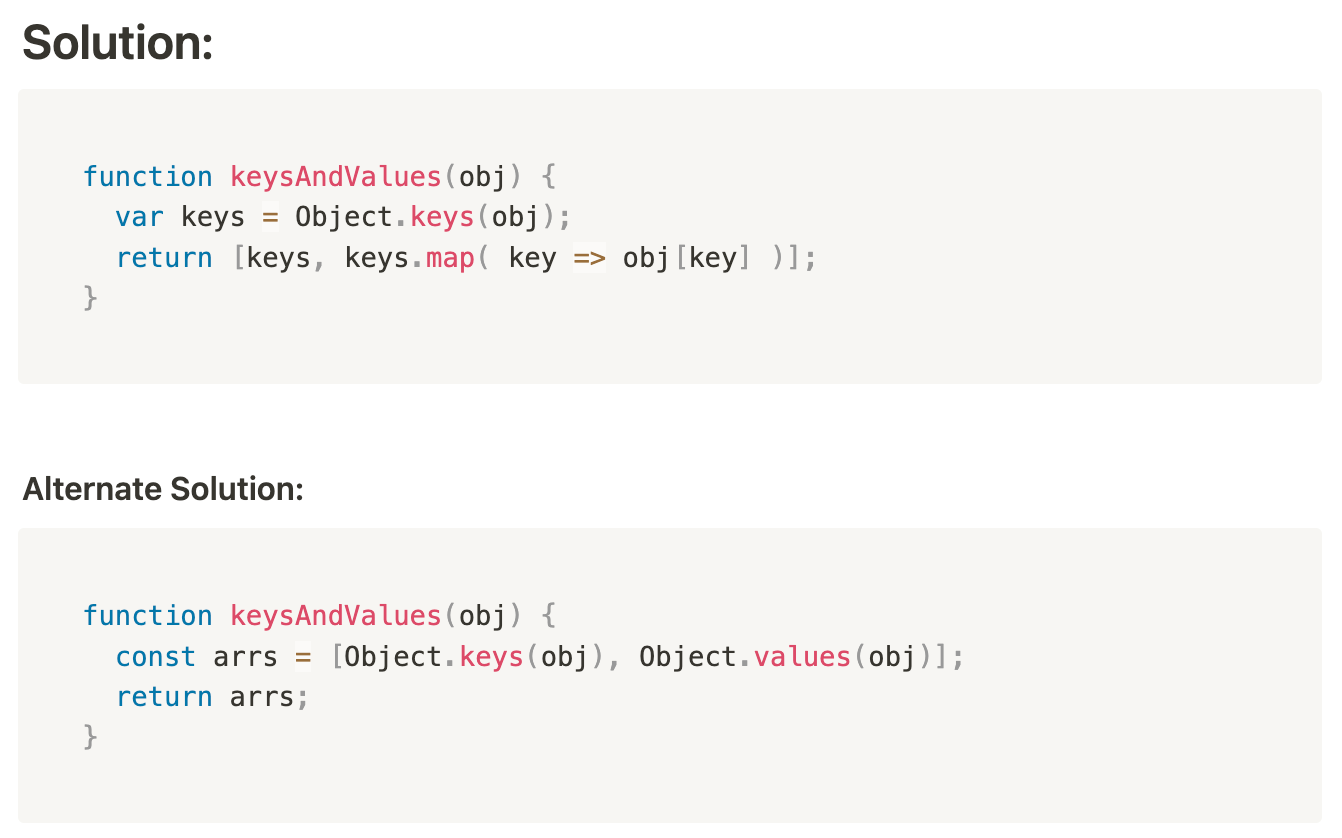 Solution:
function keysAndValues(obj) {
  var keys = Object.keys(obj);
  return [keys, keys.map( key => obj[key] )];
}
Alternate Solution:
function keysAndValues(obj) {
  const arrs = [Object.keys(obj), Object.values(obj)];
  return arrs;
}